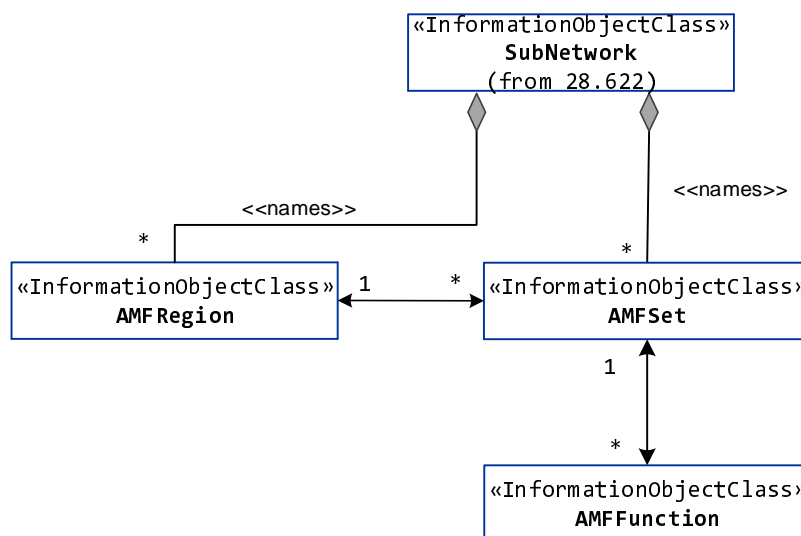 «InformationObjectClass»
SubNetwork
(from 28.622)
<<names>>
<<names>>
*
*
«InformationObjectClass»
AMFRegion
1
*
«InformationObjectClass»
AMFSet
1
*
«InformationObjectClass»
AMFFunction